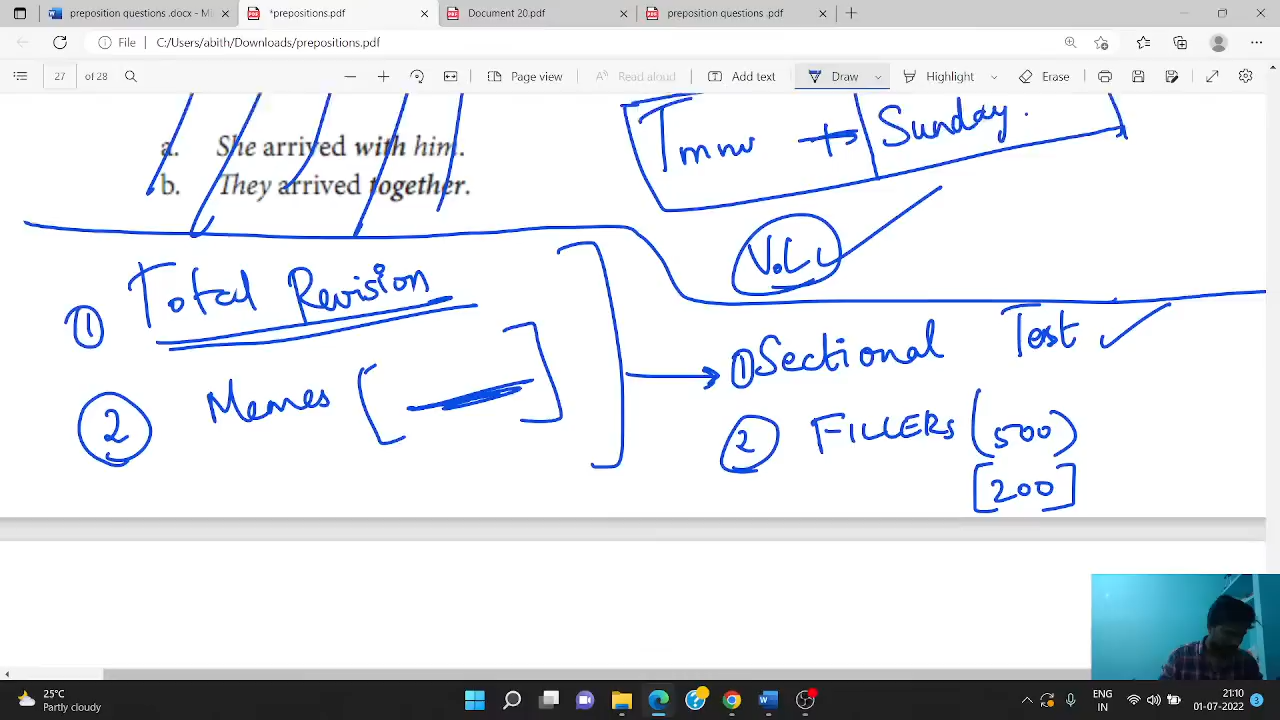 preposition questions .docx - Mi
*prepositions.pdf
Document 20.pdf
preposition questions .pdf
File
C:/Users/abith/Downloads/prepositions.pdf
27
of 28
Page view
Read aloud
Add text
Draw
Highlight
Erase
a. She arrived with him.
b. They arrived together.
Tmrw + Sunday.
① Total Revision
② Memes [ ]
① Sectional Test ✓
② FILLERS (500)
[200]
25°C
Partly cloudy
ENG
IN
21:10
01-07-2022
3